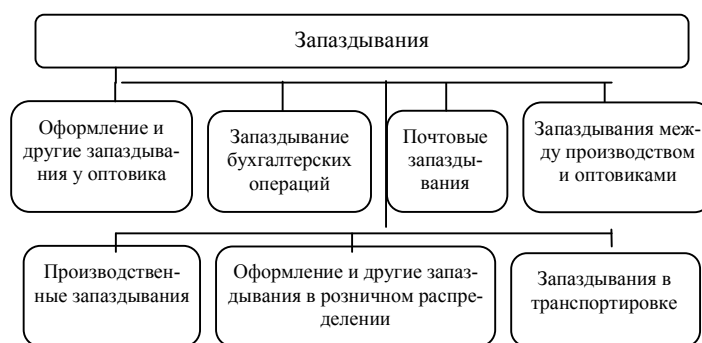 Запаздывания
Оформление и
другие запаздыва-
ния у оптовика
Запаздывание
бухгалтерских
операций
Почтовые
запазды-
вания
Запаздывания меж-
ду производством
и оптовиками
Производствен-
ные запаздывания
Оформление и другие запаз-
дывания в розничном распре-
делении
Запаздывания в
транспортировке